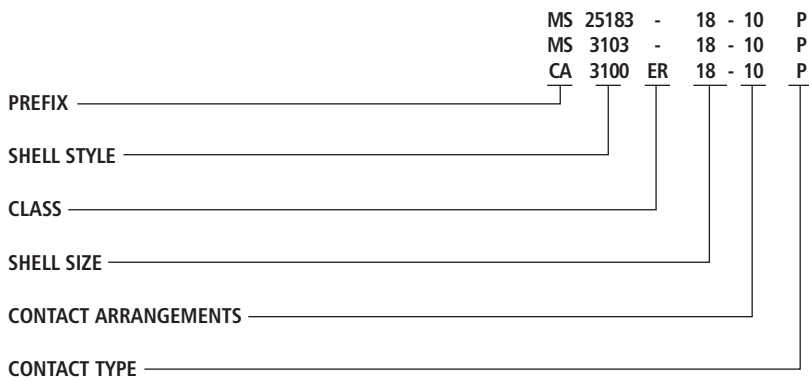 MS 25183 - 18 - 10 P
MS 3103 - 18 - 10 P
CA 3100 ER 18 - 10 P
PREFIX
SHELL STYLE
CLASS
SHELL SIZE
CONTACT ARRANGEMENTS
CONTACT TYPE